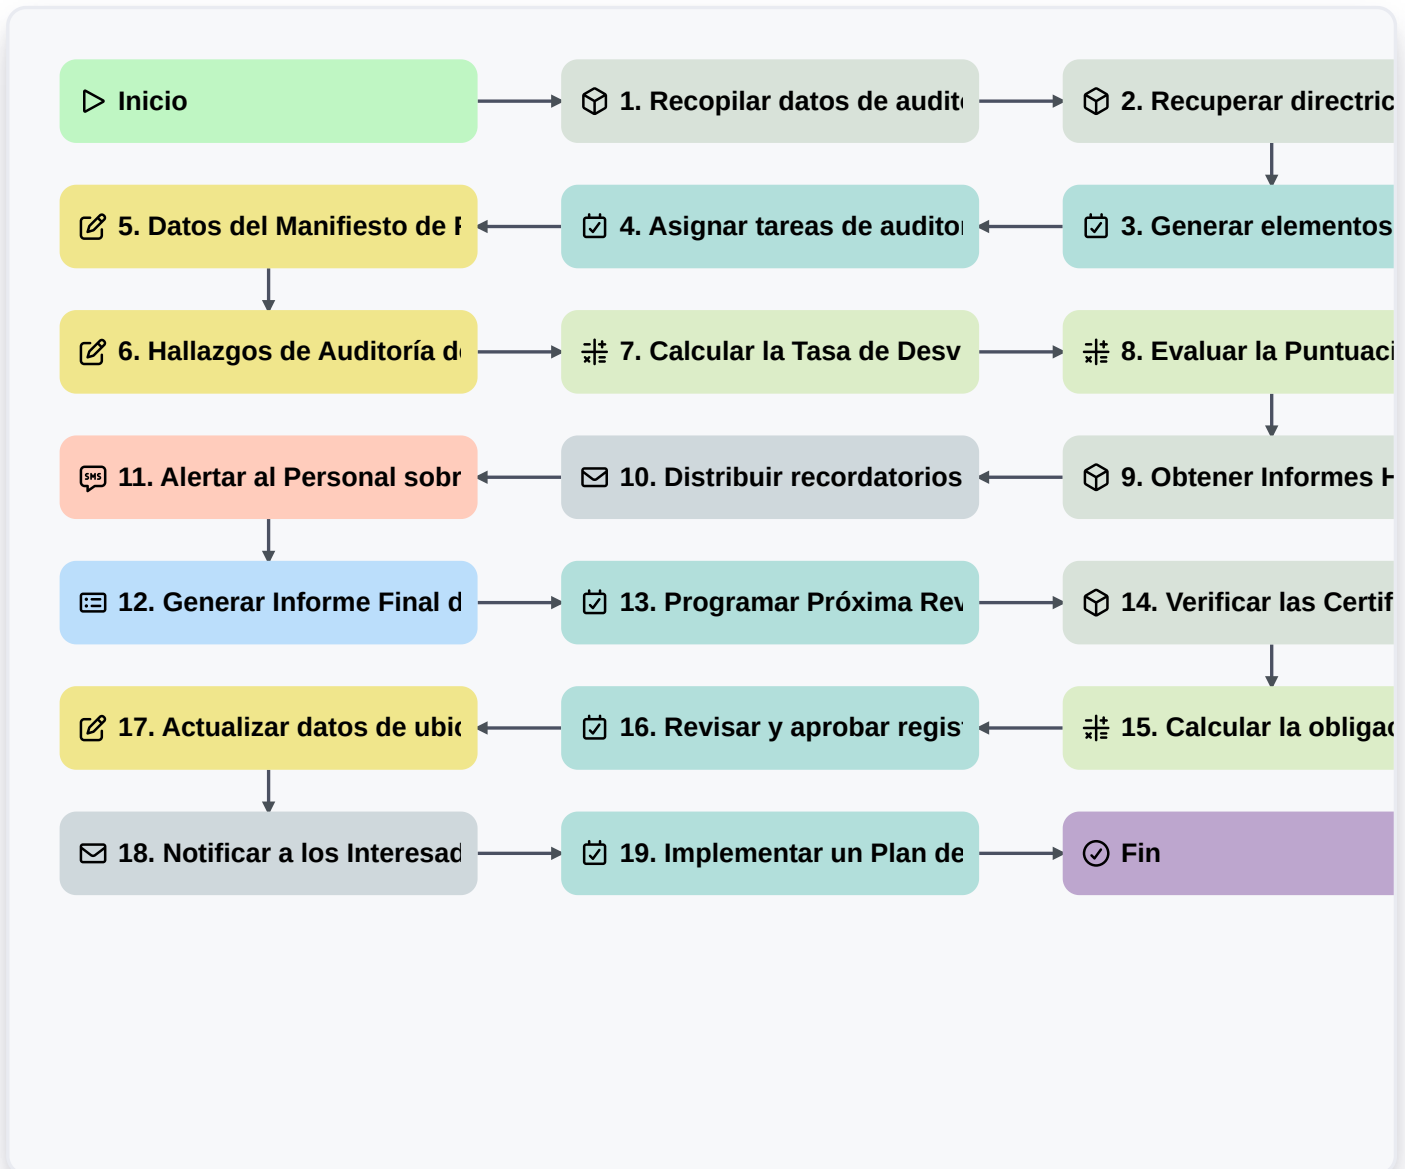 Inicio
1. Recopilar datos de audit
2. Recuperar directric
5. Datos del Manifiesto de
4. Asignar tareas de audito
3. Generar elementos
6. Hallazgos de Auditoría d
7. Calcular la Tasa de Desv
8. Evaluar la Puntuaci
11. Alertar al Personal sobr
10. Distribuir recordatorios
9. Obtener Informes H
12. Generar Informe Final d
13. Programar Próxima Rev
14. Verificar las Certif
17. Actualizar datos de ubic
16. Revisar y aprobar regis
15. Calcular la obligac
18. Notificar a los Interesad
19. Implementar un Plan de
Fin